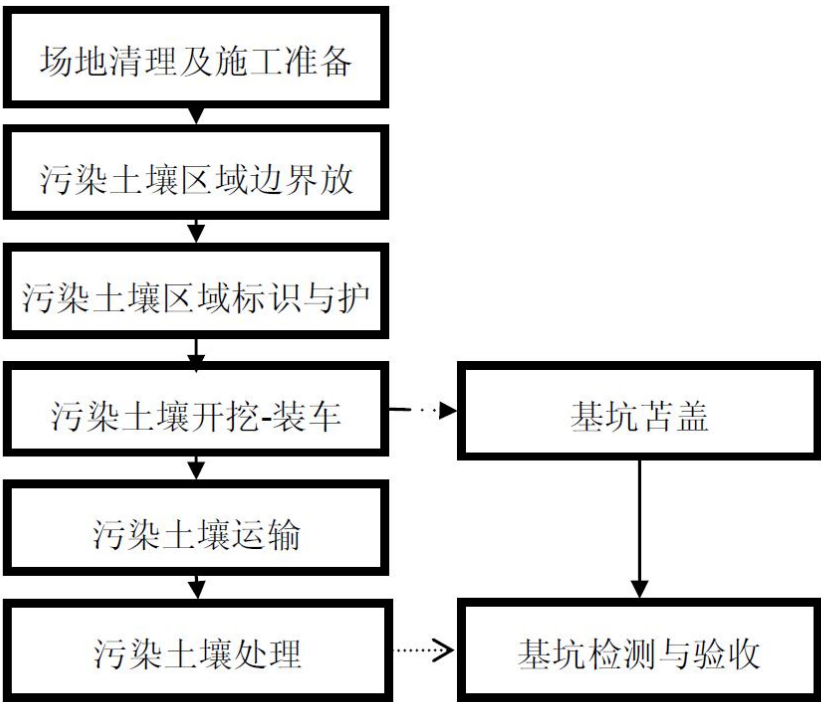 场地清理及施工准备
污染土壤区域边界放
污染土壤区域标识与护
污染土壤开挖-装车
基坑苫盖
污染土壤运输
污染土壤处理
基坑检测与验收